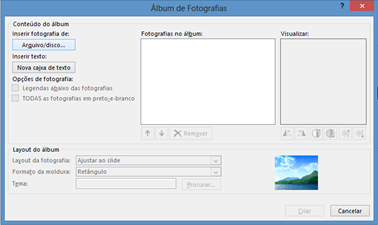 Álbum de Fotografias
Conteúdo do álbum
Inserir fotografia de:
Arquivo/disco...
Inserir texto:
Nova caixa de texto
Opções de fotografia:
Legendas abaixo das fotografias
TODAS as fotografias em preto-e-branco
Fotografias no álbum:
Remover
Visualizar:
Layout do álbum
Layout da fotografia:
Ajustar ao slide
Formato da moldura:
Retângulo
Tema:
Procurar...
Criar
Cancelar